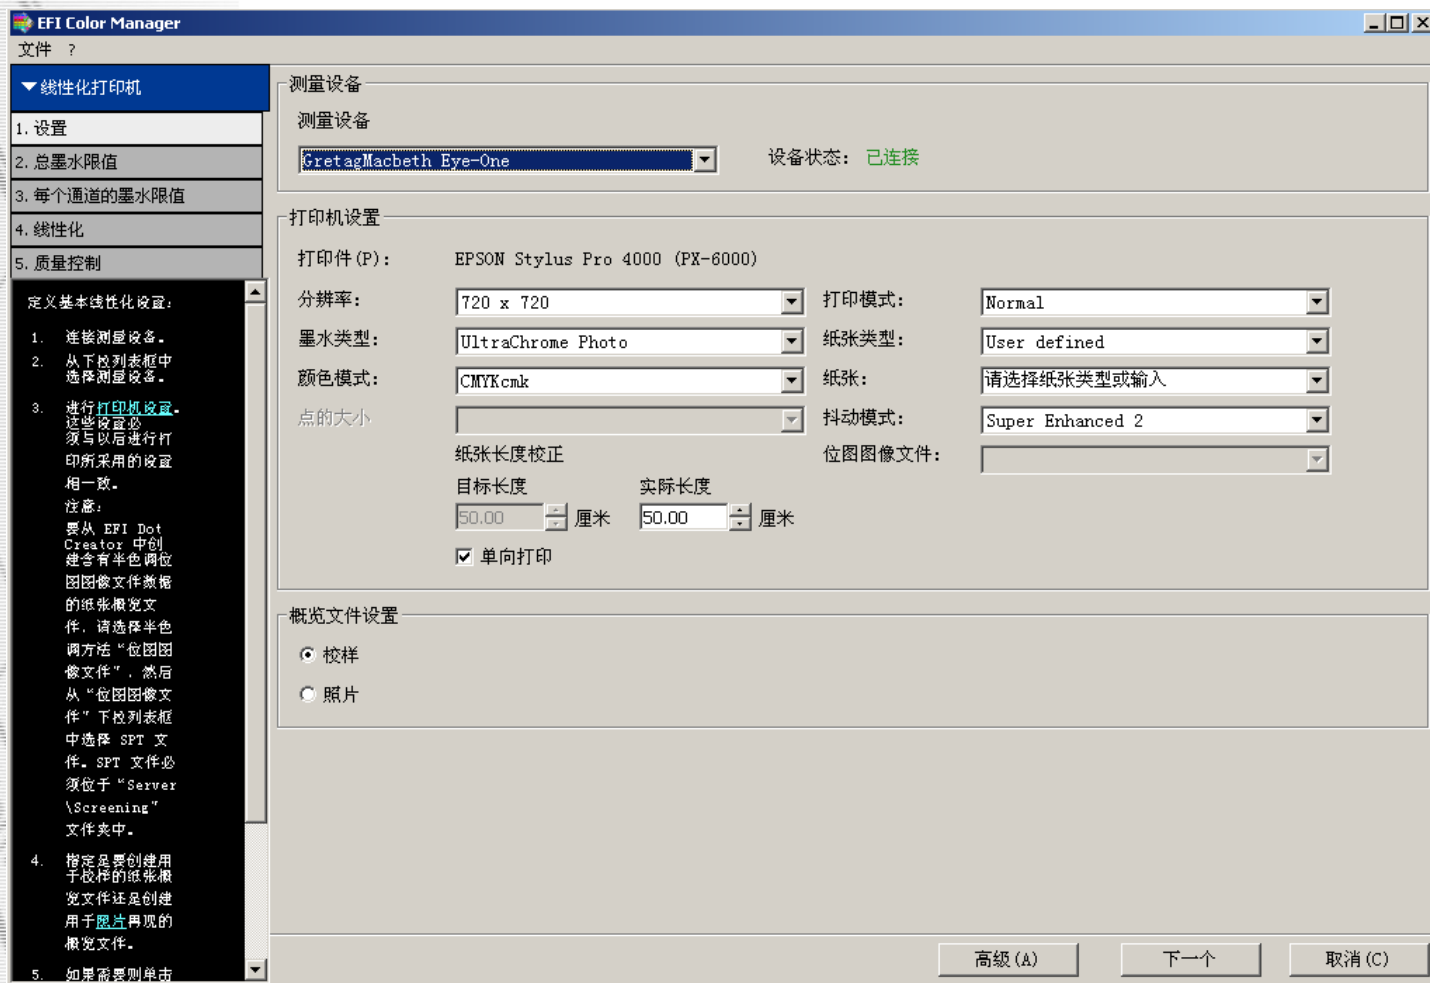 EFI Color Manager
文件 ?
线性化打印机
1. 设置
2. 总墨水限值
3. 每个通道的墨水限值
4. 线性化
5. 质量控制
定义基本线性化设置:
1. 连接测量设备。
2. 从下拉列表框中
选择测量设备。
3. 进行打印机设置。
这些设置必
须与以后进行打
印所采用的设置
相一致。
注意:
要从 EFI Dot
Creator 中创
建含有半色调位
图图像文件数据
的纸张概览文
件，请选择半色
调方法“位图图
像文件”，然后
从“位图图像文
件”下拉列表框
中选择 SPT 文
件。SPT 文件必
须位于“Server
\Screening”
文件夹中。
4. 指定是要创建用
于校样的纸张概
览文件还是创建
用于照片再现的
概览文件。
5. 如果需要则单击
测量设备
测量设备
GretagMacbeth Eye-One
设备状态: 已连接
打印机设置
打印件(P): EPSON Stylus Pro 4000 (PX-6000)
分辨率: 720 x 720 打印模式: Normal
墨水类型: UltraChrome Photo 纸张类型: User defined
颜色模式: CMYKcmk 纸张: 请选择纸张类型或输入
点的大小 抖动模式: Super Enhanced 2
纸张长度校正 位图图像文件:
目标长度 实际长度
50.00 厘米 50.00 厘米
单向打印
概览文件设置
校样
照片
高级(A) 下一个 取消(C)